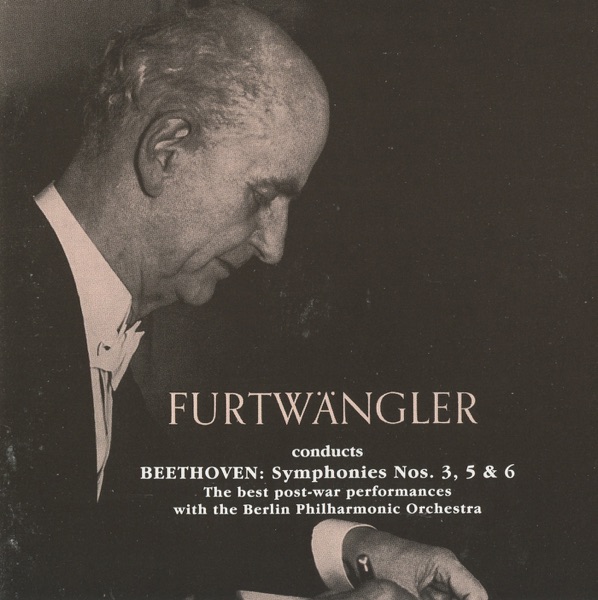 FURTWÄNGLER
conducts
BEETHOVEN: Symphonies Nos. 3, 5 & 6
The best post-war performances
with the Berlin Philharmonic Orchestra